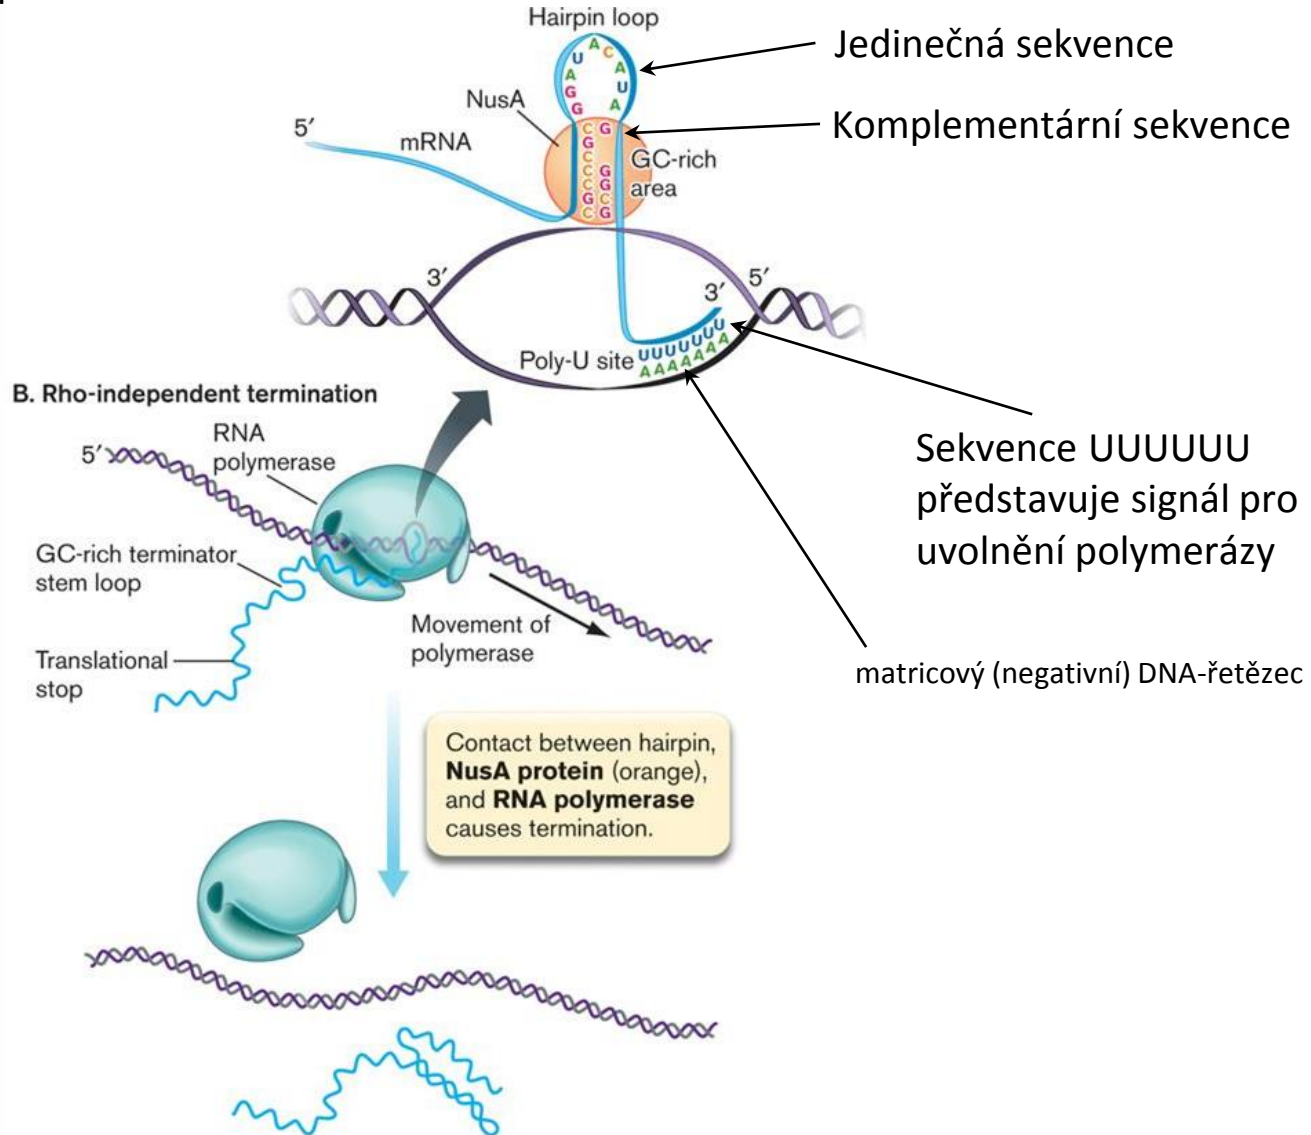 Hairpin loop
A C
U A
A U
G A
G
Jedinečná sekvence
NusA
5′
mRNA
Komplementární sekvence
C G
G
C G
C G
C G
G C
C G
GC-rich
area
3′
5′
3′
Poly-U site
UUUUUUU
AAAAAAA
Sekvence UUUUUU
představuje signál pro
uvolnění polymerázy
matricový (negativní) DNA-řetězec
B. Rho-independent termination
5′
RNA
polymerase
GC-rich terminator
stem loop
Translational
stop
Movement of
polymerase
Contact between hairpin,
NusA protein (orange),
and RNA polymerase
causes termination.